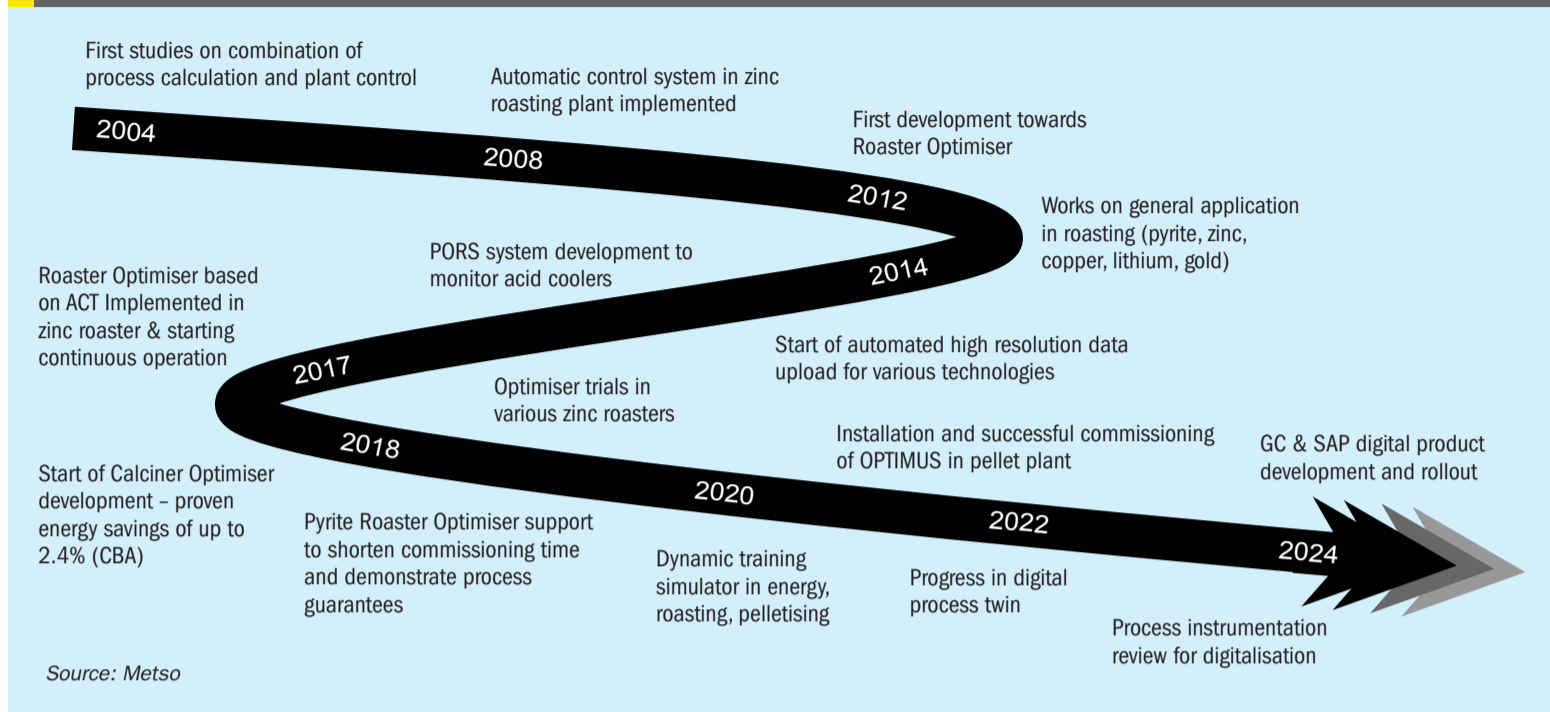 First studies on combination of
process calculation and plant control
2004
Automatic control system in zinc
roasting plant implemented
2008
First development towards
Roaster Optimiser
2012
Works on general application
in roasting (pyrite, zinc,
copper, lithium, gold)
2014
Start of automated high resolution data
upload for various technologies
PORS system development to
monitor acid coolers
Roaster Optimiser based
on ACT Implemented in
zinc roaster & starting
continuous operation
2017
Start of Calciner Optimiser
development – proven
energy savings of up to
2.4% (CBA)
2018
Optimiser trials in
various zinc roasters
Pyrite Roaster Optimiser support
to shorten commissioning time
and demonstrate process
guarantees
2020
Dynamic training
simulator in energy,
roasting, pelletising
Installation and successful commissioning
of OPTIMUS in pellet plant
2022
Progress in digital
process twin
GC & SAP digital product
development and rollout
2024
Process instrumentation
review for digitalisation
Source: Metso